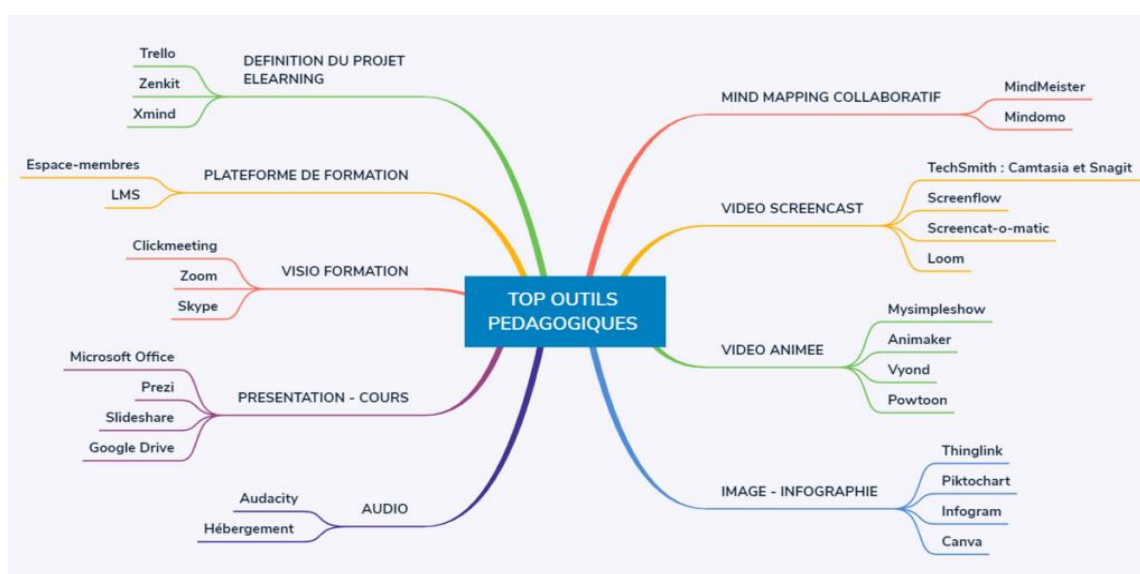 TOP OUTILS
PEDAGOGIQUES
DEFINITION DU PROJET
ELEARNING
Trello
Zenkit
Xmind
PLATEFORME DE FORMATION
Espace-membres
LMS
VISIO FORMATION
Clickmeeting
Zoom
Skype
PRESENTATION - COURS
Microsoft Office
Prezi
Slideshare
Google Drive
AUDIO
Audacity
Hébergement
MIND MAPPING COLLABORATIF
MindMeister
Mindomo
VIDEO SCREENCAST
TechSmith : Camtasia et Snagit
Screenflow
Screencat-o-matic
Loom
VIDEO ANIMEE
Mysimpleshow
Animaker
Vyond
Powtoon
IMAGE - INFOGRAPHIE
Thinglink
Piktochart
Infogram
Canva